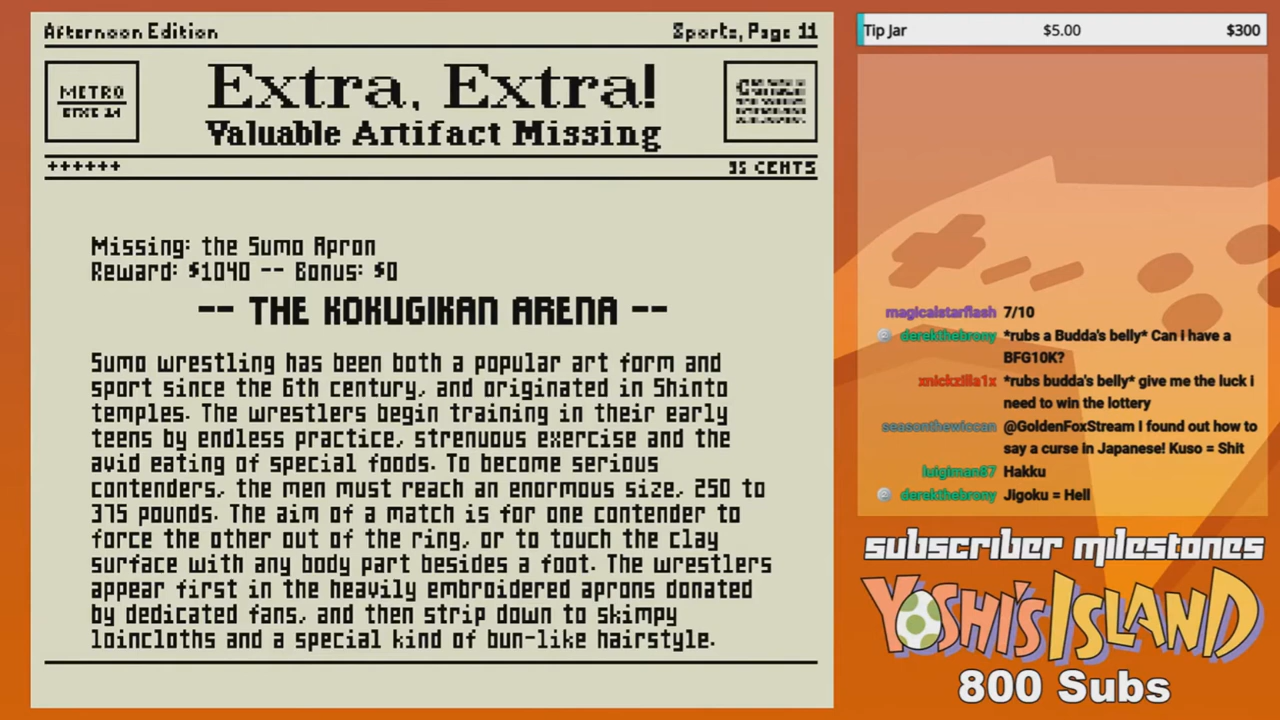 Afternoon Edition
Sports, Page 11
METRO
Extra, Extra!
Valuable Artifact Missing
++++++
35 CENTS
Missing: the Sumo Apron
Reward: $1040 -- Bonus: $0
-- THE KOKUGIKAN ARENA --
Sumo wrestling has been both a popular art form and
sport since the 6th century, and originated in Shinto
temples. The wrestlers begin training in their early
teens by endless practice, strenuous exercise and the
avid eating of special foods. To become serious
contenders, the men must reach an enormous size, 250 to
375 pounds. The aim of a match is for one contender to
force the other out of the ring, or to touch the clay
surface with any body part besides a foot. The wrestlers
appear first in the heavily embroidered aprons donated
by dedicated fans, and then strip down to skimpy
loincloths and a special kind of bun-like hairstyle.
Tip Jar $5.00 $300
magicalstarflash 7/10
derekthebrony *rubs a Budda's belly* Can i have a
BFG10K?
xnickzilla1x *rubs budda's belly* give me the luck i
need to win the lottery
seasonthewiccan @GoldenFoxStream I found out how to
say a curse in Japanese! Kuso = Shit
luigiman87 Hakku
derekthebrony Jigoku = Hell
subscriber milestones
YOSHI'S ISLAND
800 Subs